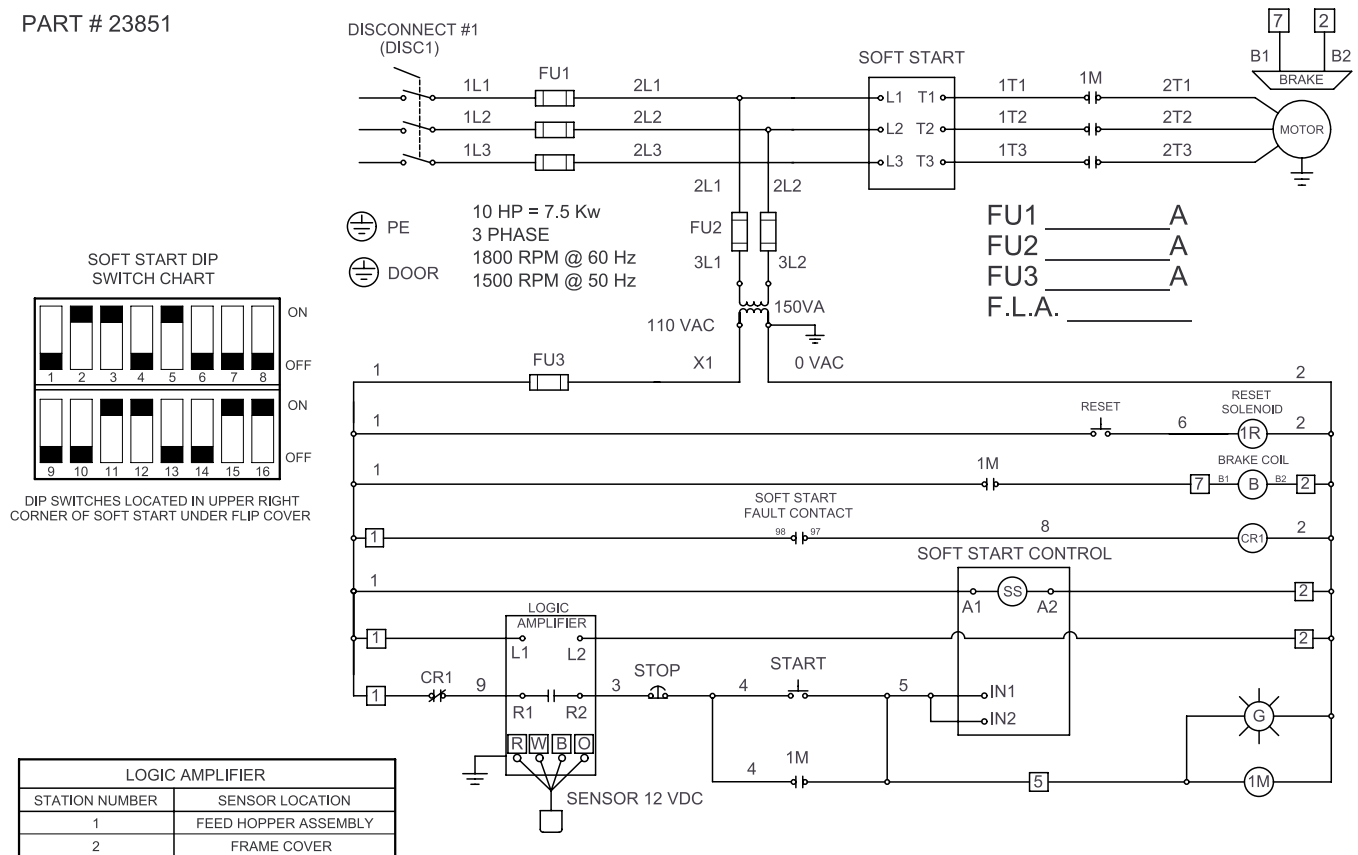 PART # 23851
DISCONNECT #1
(DISC1)
1L1 FU1 2L1
1L2 2L2
1L3 2L3
SOFT START
L1 T1
L2 T2
L3 T3
1T1 1M 2T1
1T2 2T2
1T3 2T3
7 2
B1 B2
BRAKE
MOTOR
2L1 2L2
FU2
3L1 3L2
150VA
110 VAC
X1 0 VAC
PE
DOOR
10 HP = 7.5 Kw
3 PHASE
1800 RPM @ 60 Hz
1500 RPM @ 50 Hz
FU1 ________A
FU2 ________A
FU3 ________A
F.L.A. ________
SOFT START DIP
SWITCH CHART
ON
OFF
1 2 3 4 5 6 7 8
ON
OFF
9 10 11 12 13 14 15 16
DIP SWITCHES LOCATED IN UPPER RIGHT
CORNER OF SOFT START UNDER FLIP COVER
1 FU3 2
RESET
RESET
SOLENOID
1 6 1R 2
BRAKE COIL
1 1M 7 B1 B B2 2
SOFT START
FAULT CONTACT
1 98 97 8 CR1 2
SOFT START CONTROL
1 SS 2
A1 A2
LOGIC
AMPLIFIER
1 2
L1 L2
CR1 9 3 STOP 4 START 5
1
R1 R2
IN1
IN2
G
R W B O
4 1M 5 1M
SENSOR 12 VDC
LOGIC AMPLIFIER
STATION NUMBER SENSOR LOCATION
1 FEED HOPPER ASSEMBLY
2 FRAME COVER